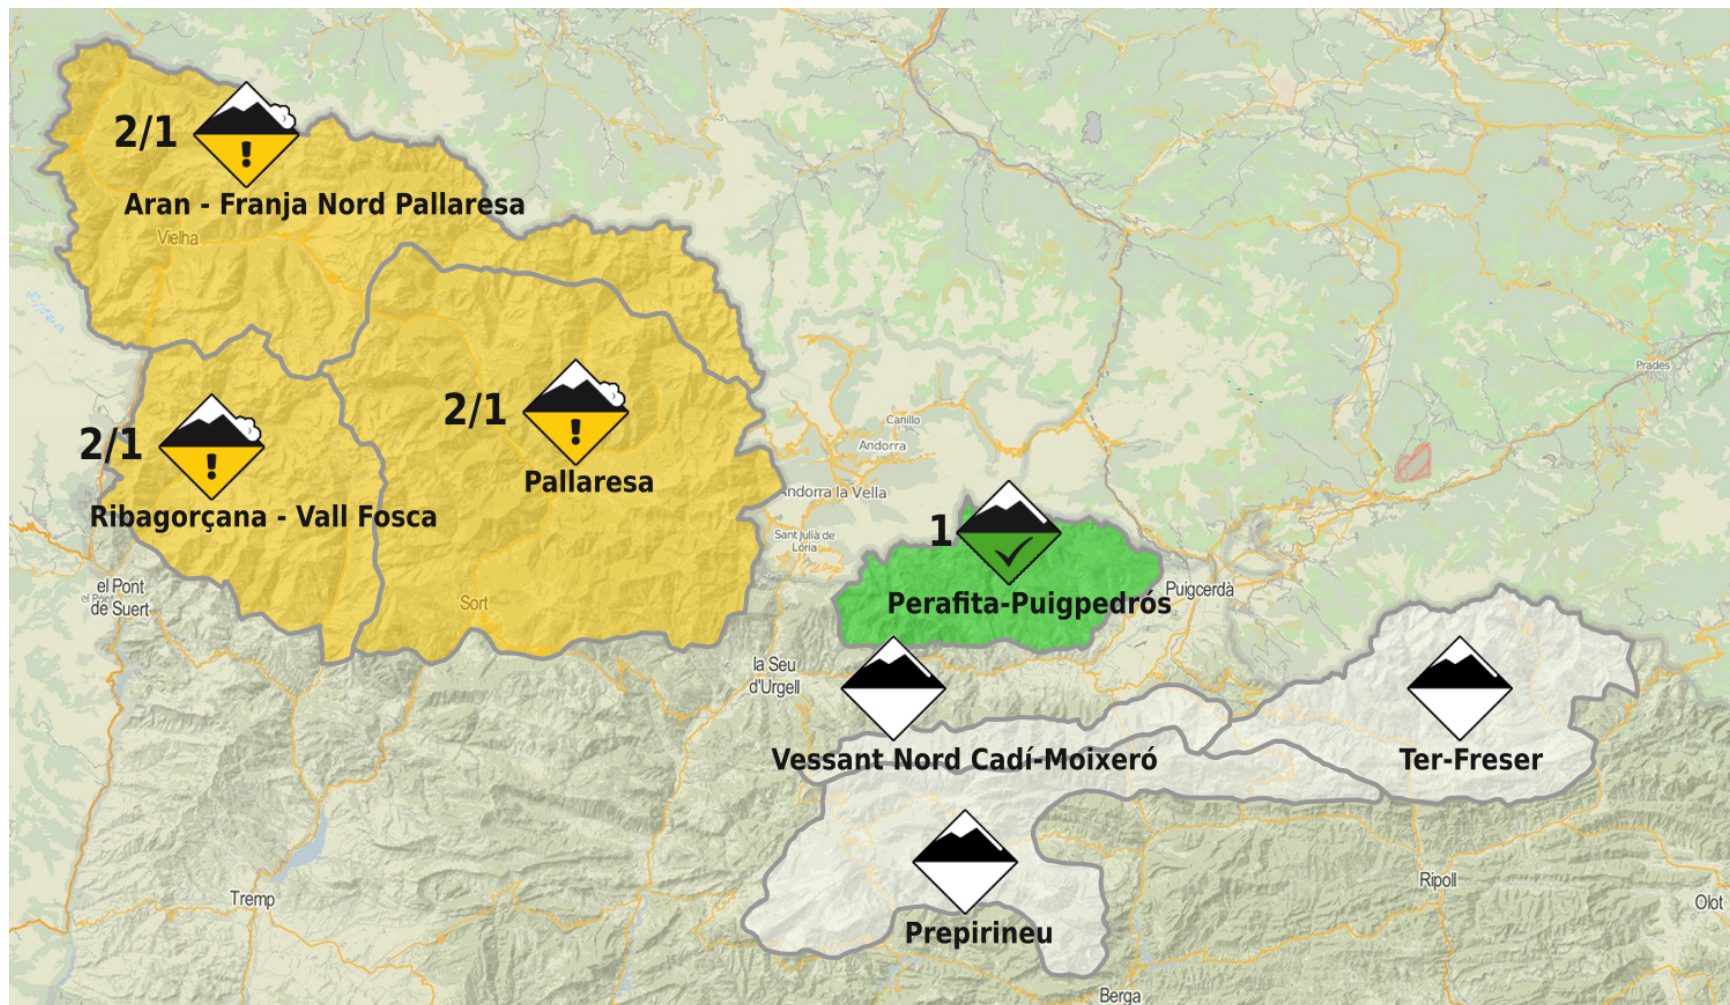 2/1
!
Aran - Franja Nord Pallaresa
Vielha
Prades
2/1
!
Canillo
Andorra
2/1
!
Pallaresa
Andorra la Vella
Ribagorçana - Vall Fosca
1
Sant Julià de
Lòria
el Pont
de Suert
Sort
Perafita-Puigpedrós
Puigcerdà
la Seu
d'Urgell
Vessant Nord Cadí-Moixeró
Ter-Freser
Tremp
Ripoll
Olot
Prepirineu
Berga